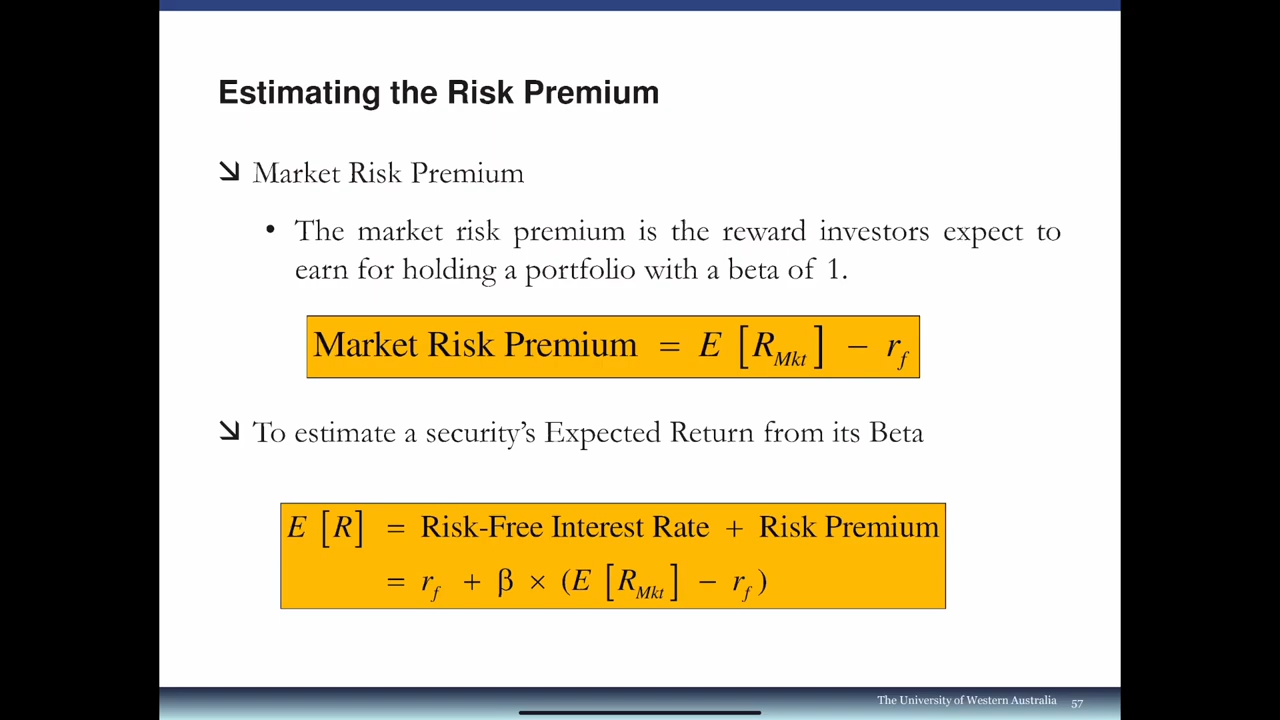 Estimating the Risk Premium
Market Risk Premium
• The market risk premium is the reward investors expect to
earn for holding a portfolio with a beta of 1.
Market Risk Premium = E [R_Mkt] − r_f
To estimate a security’s Expected Return from its Beta
E [R] = Risk-Free Interest Rate + Risk Premium
= r_f + β × (E [R_Mkt] − r_f)
The University of Western Australia 57